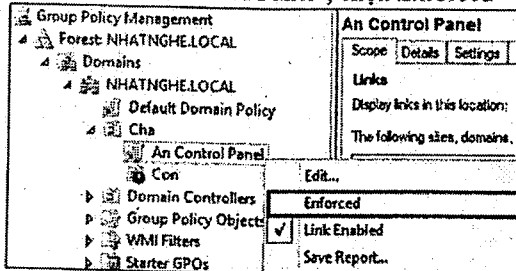 Group Policy Management
Forest: NHATNGHE.LOCAL
Domains
NHATNGHE.LOCAL
Default Domain Policy
Cha
An Control Panel
Con
Domain Controllers
Group Policy Objects
WMI Filters
Starter GPOs
An Control Panel
Scope Details Settings
Links
Display links in this location:
The following sites, domains,
Edit...
Enforced
Link Enabled
Save Report...